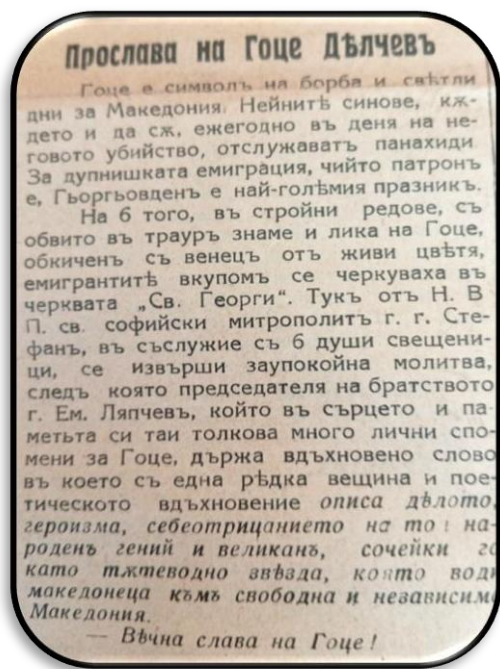 Прослава на Гоце Дѣлчевъ
Гоце е символъ на борба и свѣтли
дни за Македония. Нейнитѣ синове, кѫ-
дето и да сѫ, ежегодно въ деня на не-
говото убийство, отслужаватъ панахиди
За дупнишката емиграция, чийто патронъ
е, Гьоргьовденъ е най-голѣмия празникъ.
На 6 того, въ стройни редове, съ
обвито въ трауръ знаме и лика на Гоце,
обкиченъ съ венецъ отъ живи цвѣтя,
емигрантитѣ вкупомъ се черкуваха въ
черквата „Св. Георги“. Тукъ отъ Н. В
П. св. софийски митрополитъ г. г. Сте-
фанъ, въ съслужие съ 6 души свещени-
ци, се извърши заупокойна молитва,
следъ която председателя на братството
г. Ем. Ляпчевъ, който въ сърцето и па-
метьта си таи толкова много лични спо-
мени за Гоце, държа вдъхновено слово
въ което съ една рѣдка вещина и пое-
тическото вдъхновение описа дѣлото,
героизма, себеотрицанието на то на-
роденъ гений и великанъ, сочейки го
като пѫтеводно звѣзда, която води
македонеца къмъ свободна и независима
Македония.
— Вѣчна слава на Гоце!